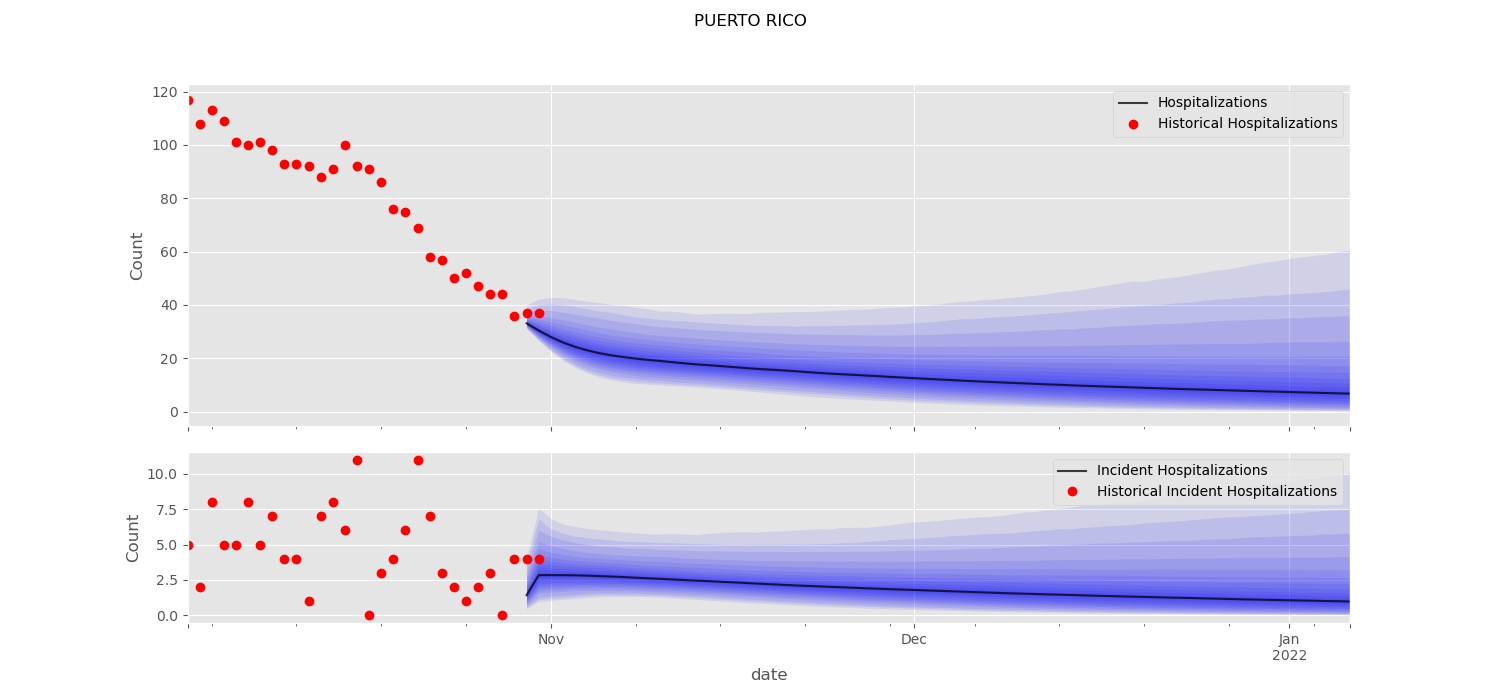 PUERTO RICO
120
100
80
60
40
20
0
Count
Hospitalizations
Historical Hospitalizations
10.0
7.5
5.0
2.5
0.0
Count
Incident Hospitalizations
Historical Incident Hospitalizations
Nov
Dec
Jan
2022
date